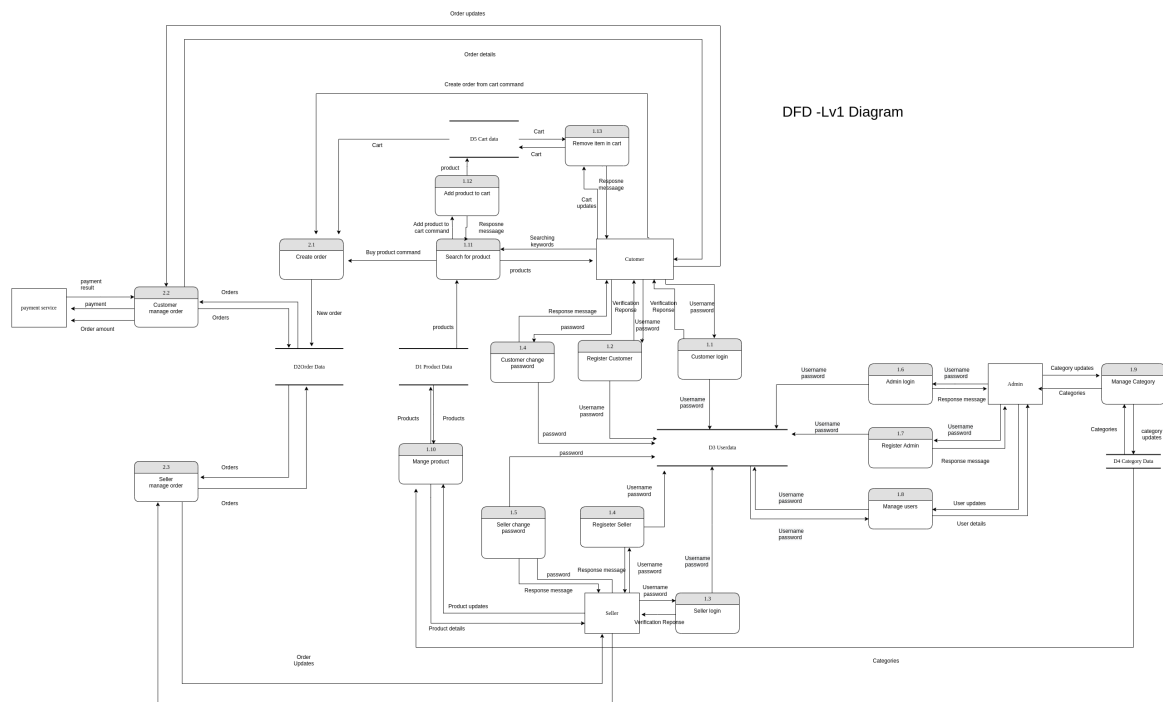 Order updates
Order details
Create order from cart command
DFD -Lv1 Diagram
Cart
D5 Cart data
Cart
Cart
1.13
Remove item in cart
product
1.12
Add product to cart
Resposne
messaage
Cart
updates
Add product to
cart command
Resposne
messaage
2.1
Create order
Buy product command
1.11
Search for product
Searching
keywords
products
Cutomer
payment
result
payment service
payment
Order amount
2.2
Customer
manage order
Orders
Orders
New order
products
Response message
password
Verification
Reponse
Username
password
Verification
Reponse
Username
password
1.4
Customer change
password
1.2
Register Customer
1.1
Customer login
D2Order Data
D1 Product Data
Username
password
Username
password
password
Username
password
1.6
Admin login
Username
password
Response message
Admin
Category updates
Categories
1.9
Manage Category
Username
password
1.7
Register Admin
Username
password
Response message
Categories
category
updates
D4 Category Data
Products
Products
1.10
Mange product
D3 Userdata
password
2.3
Seller
manage order
Orders
Orders
Username
password
Username
password
Username
password
1.8
Manage users
User updates
User details
1.5
Seller change
password
1.4
Regiseter Seller
Username
password
password
Response message
Response message
Username
password
Username
password
1.3
Seller login
Verification Reponse
Seller
Product updates
Product details
Order
Updates
Categories